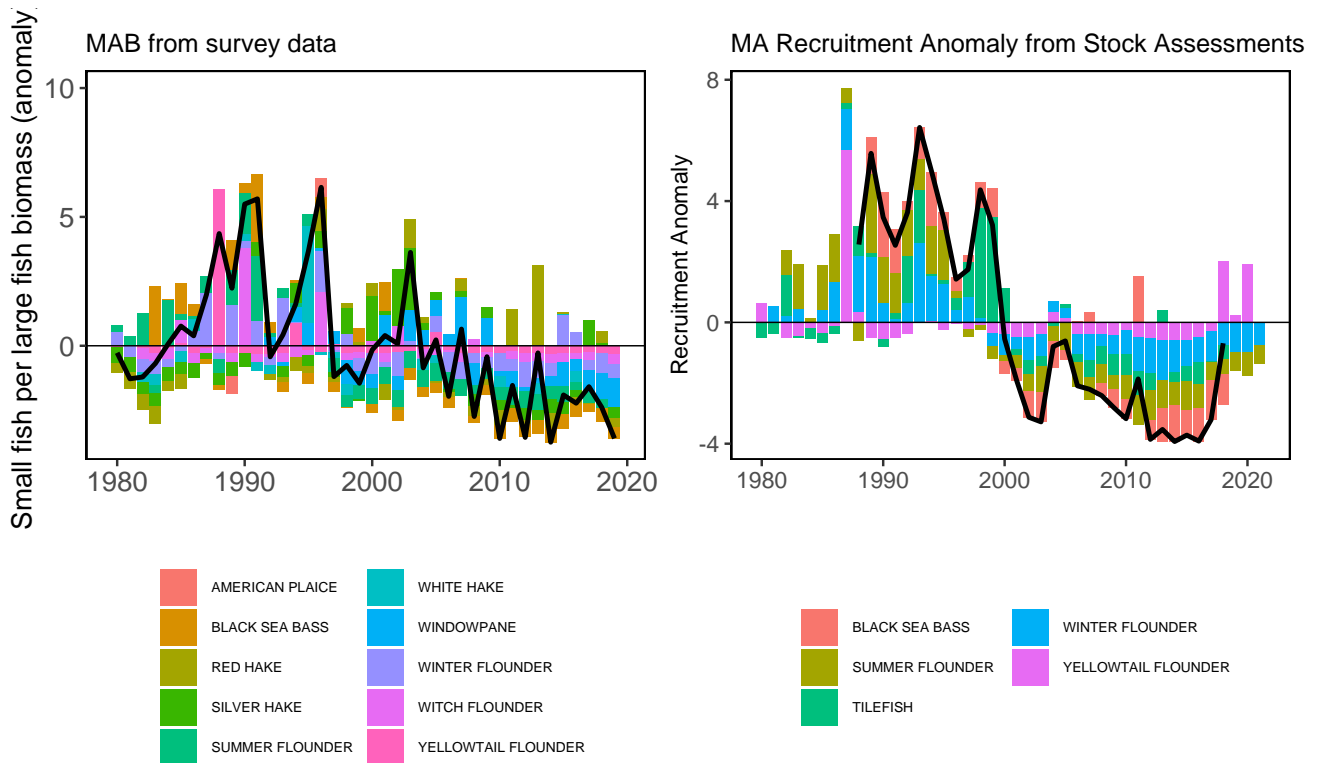 MAB from survey data
Small fish per large fish biomass (anomaly)
10
5
0
1980
1990
2000
2010
2020
AMERICAN PLAICE
BLACK SEA BASS
RED HAKE
SILVER HAKE
SUMMER FLOUNDER
WHITE HAKE
WINDOWPANE
WINTER FLOUNDER
WITCH FLOUNDER
YELLOWTAIL FLOUNDER
MA Recruitment Anomaly from Stock Assessments
Recruitment Anomaly
8
4
0
-4
1980
1990
2000
2010
2020
BLACK SEA BASS
SUMMER FLOUNDER
TILEFISH
WINTER FLOUNDER
YELLOWTAIL FLOUNDER